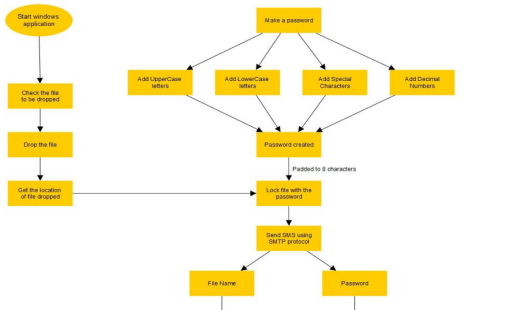 Start windows
application
Make a password
Add UpperCase
letters
Add LowerCase
letters
Add Special
Characters
Add Decimal
Numbers
Check the file
to be dropped
Drop the file
Password created
Padded to 8 characters
Get the location
of file dropped
Lock file with the
password
Send SMS using
SMTP protocol
File Name
Password